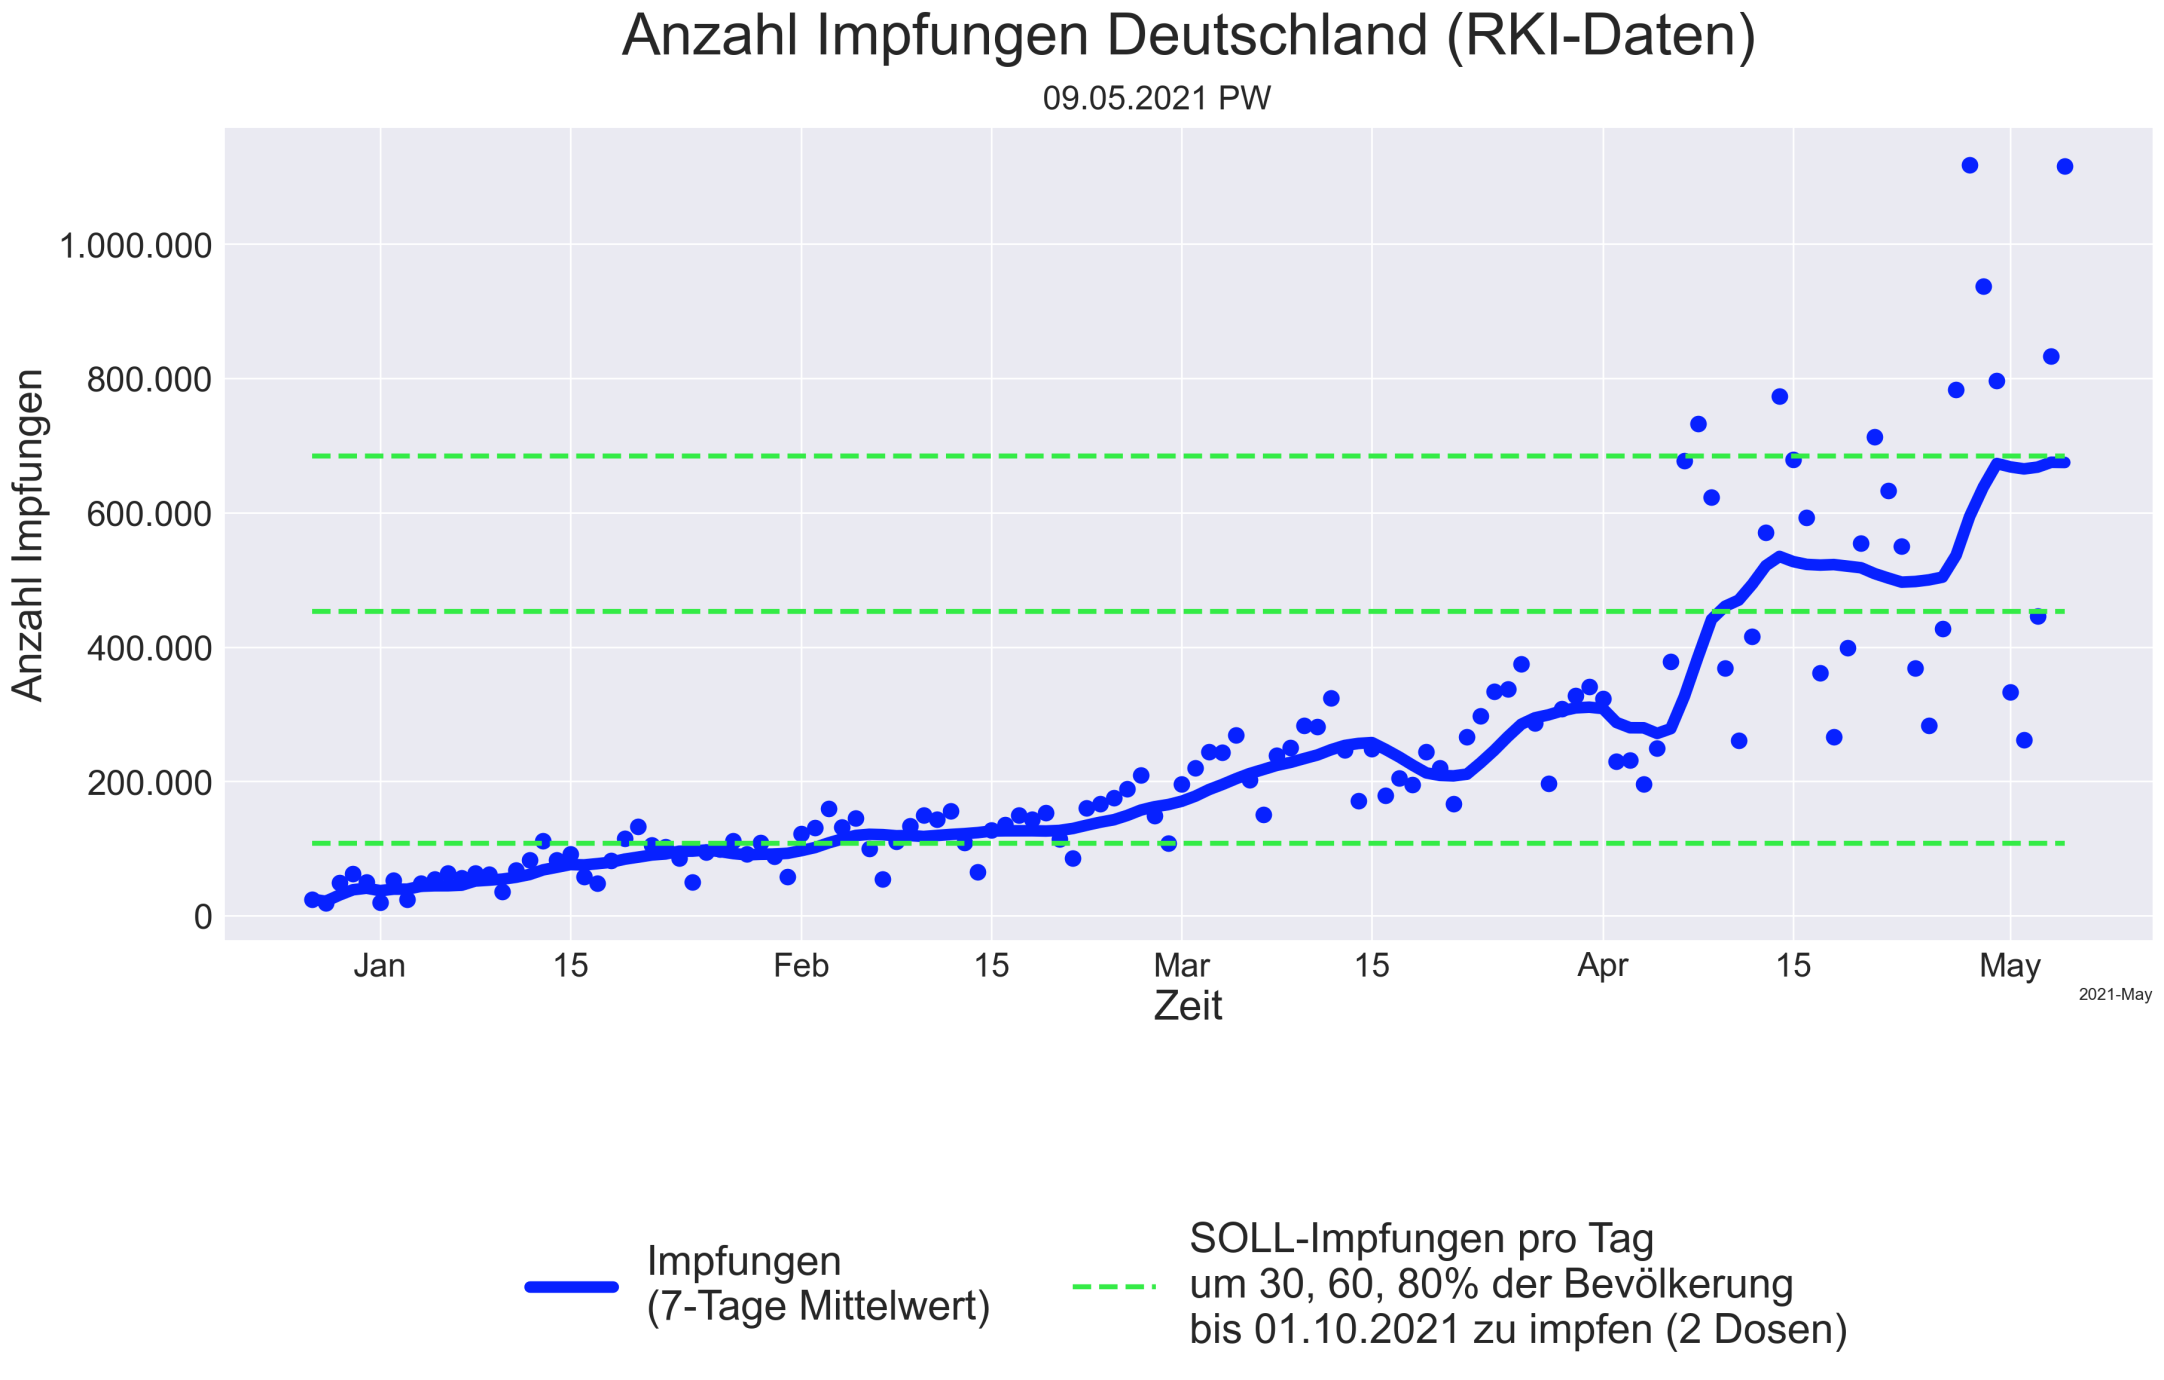 Anzahl Impfungen Deutschland (RKI-Daten)
09.05.2021 PW
Anzahl Impfungen
1.000.000
800.000
600.000
400.000
200.000
0
Jan 15 Feb 15 Mar 15 Apr 15 May
Zeit
2021-May
Impfungen
(7-Tage Mittelwert)
SOLL-Impfungen pro Tag
um 30, 60, 80% der Bevölkerung
bis 01.10.2021 zu impfen (2 Dosen)